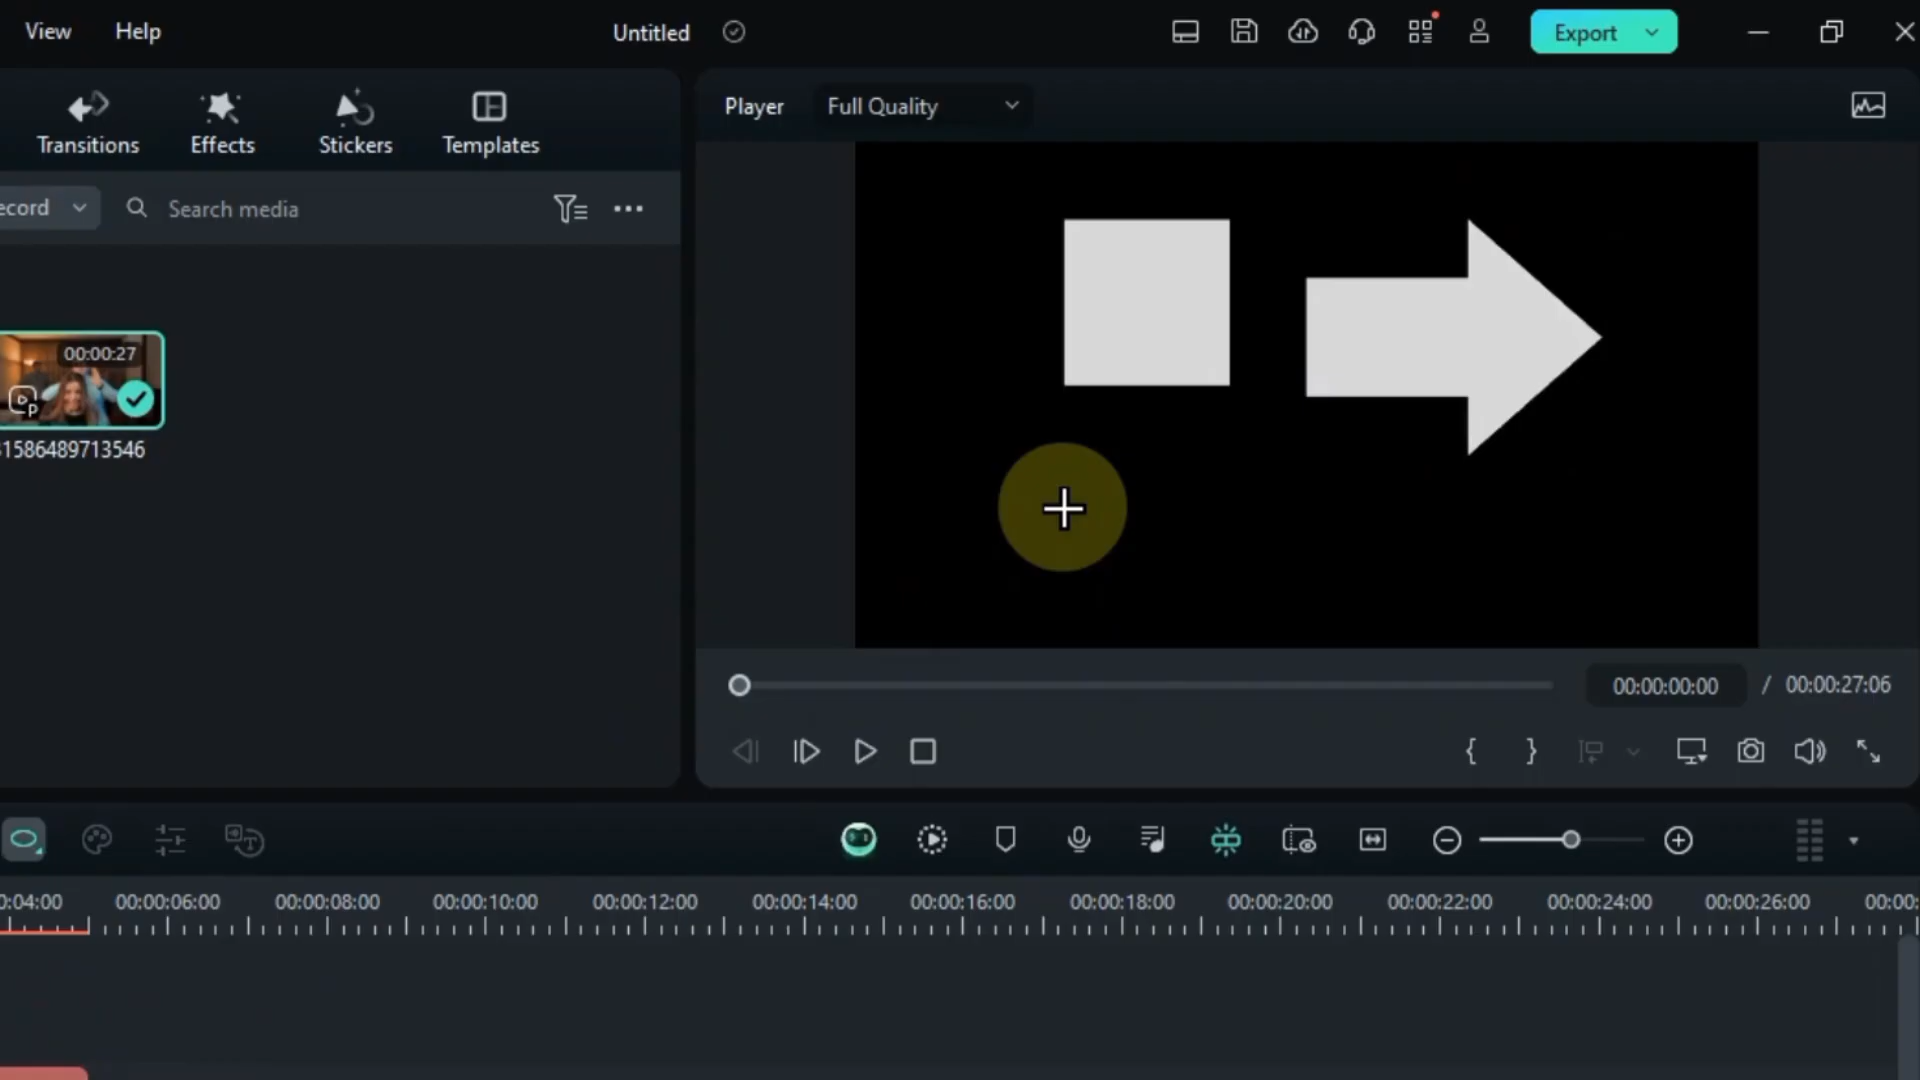 View
Help
Untitled
Export
Transitions
Effects
Stickers
Templates
Player
Full Quality
ecord
Search media
00:00:27
31586489713546
00:00:00:00 / 00:00:27:06
0:04:00
00:00:06:00
00:00:08:00
00:00:10:00
00:00:12:00
00:00:14:00
00:00:16:00
00:00:18:00
00:00:20:00
00:00:22:00
00:00:24:00
00:00:26:00
00:00: